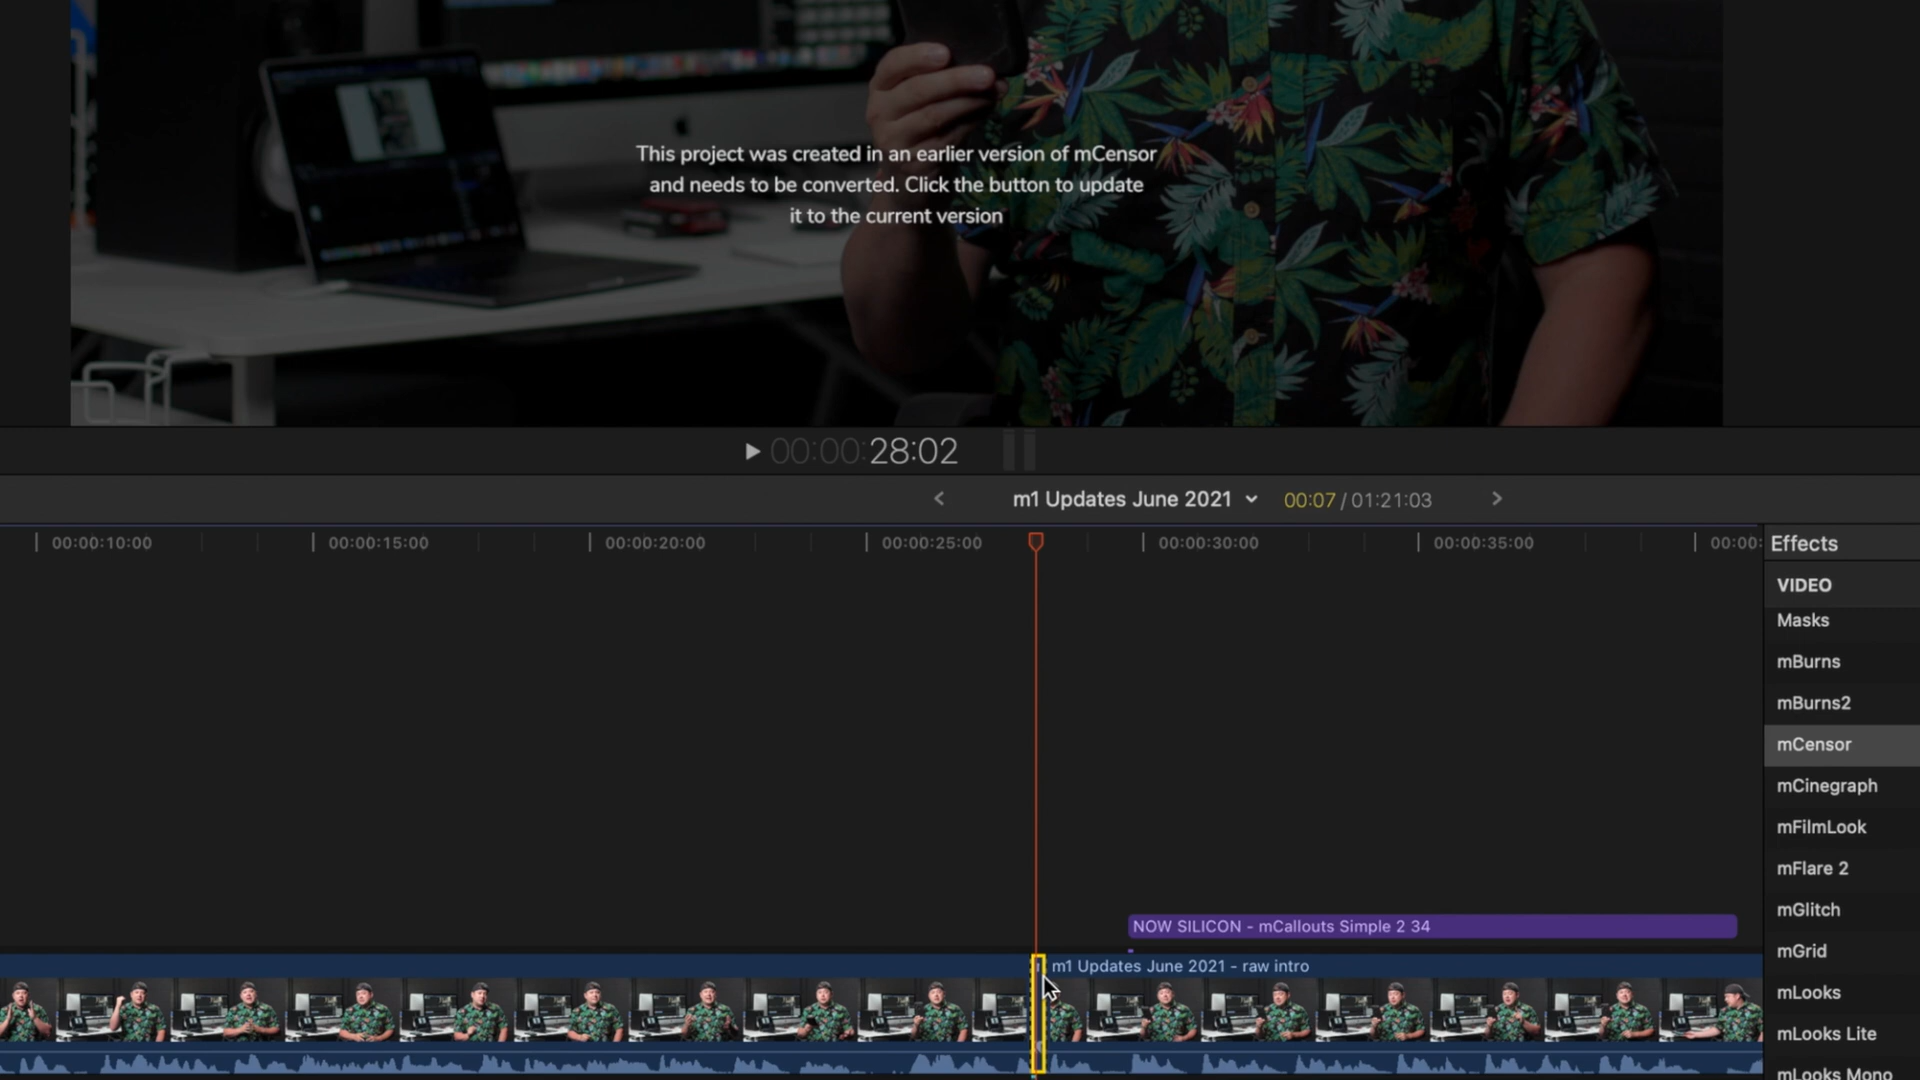 This project was created in an earlier version of mCensor
and needs to be converted. Click the button to update
it to the current version
00:00:28:02
m1 Updates June 2021
00:07 / 01:21:03
00:00:10:00
00:00:15:00
00:00:20:00
00:00:25:00
00:00:30:00
00:00:35:00
00:00:
Effects
VIDEO
Masks
mBurns
mBurns2
mCensor
mCinegraph
mFilmLook
mFlare 2
mGlitch
mGrid
mLooks
mLooks Lite
mLooks Mono
NOW SILICON - mCallouts Simple 2 34
m1 Updates June 2021 - raw intro